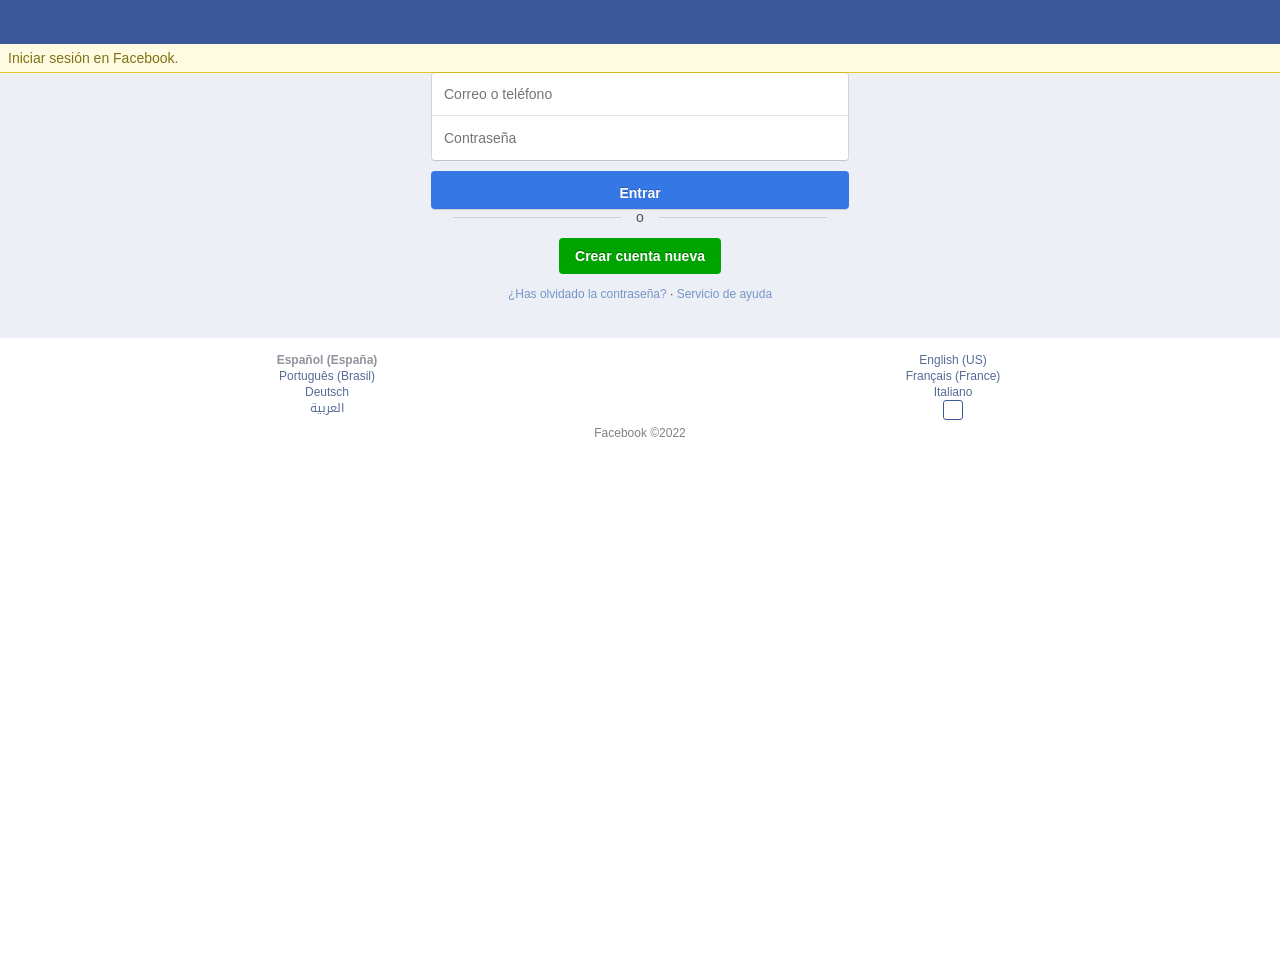 Iniciar sesión en Facebook.
Correo o teléfono
Contraseña
Entrar
o
Crear cuenta nueva
¿Has olvidado la contraseña? · Servicio de ayuda
Español (España)
Português (Brasil)
Deutsch
العربية
English (US)
Français (France)
Italiano
Facebook ©2022